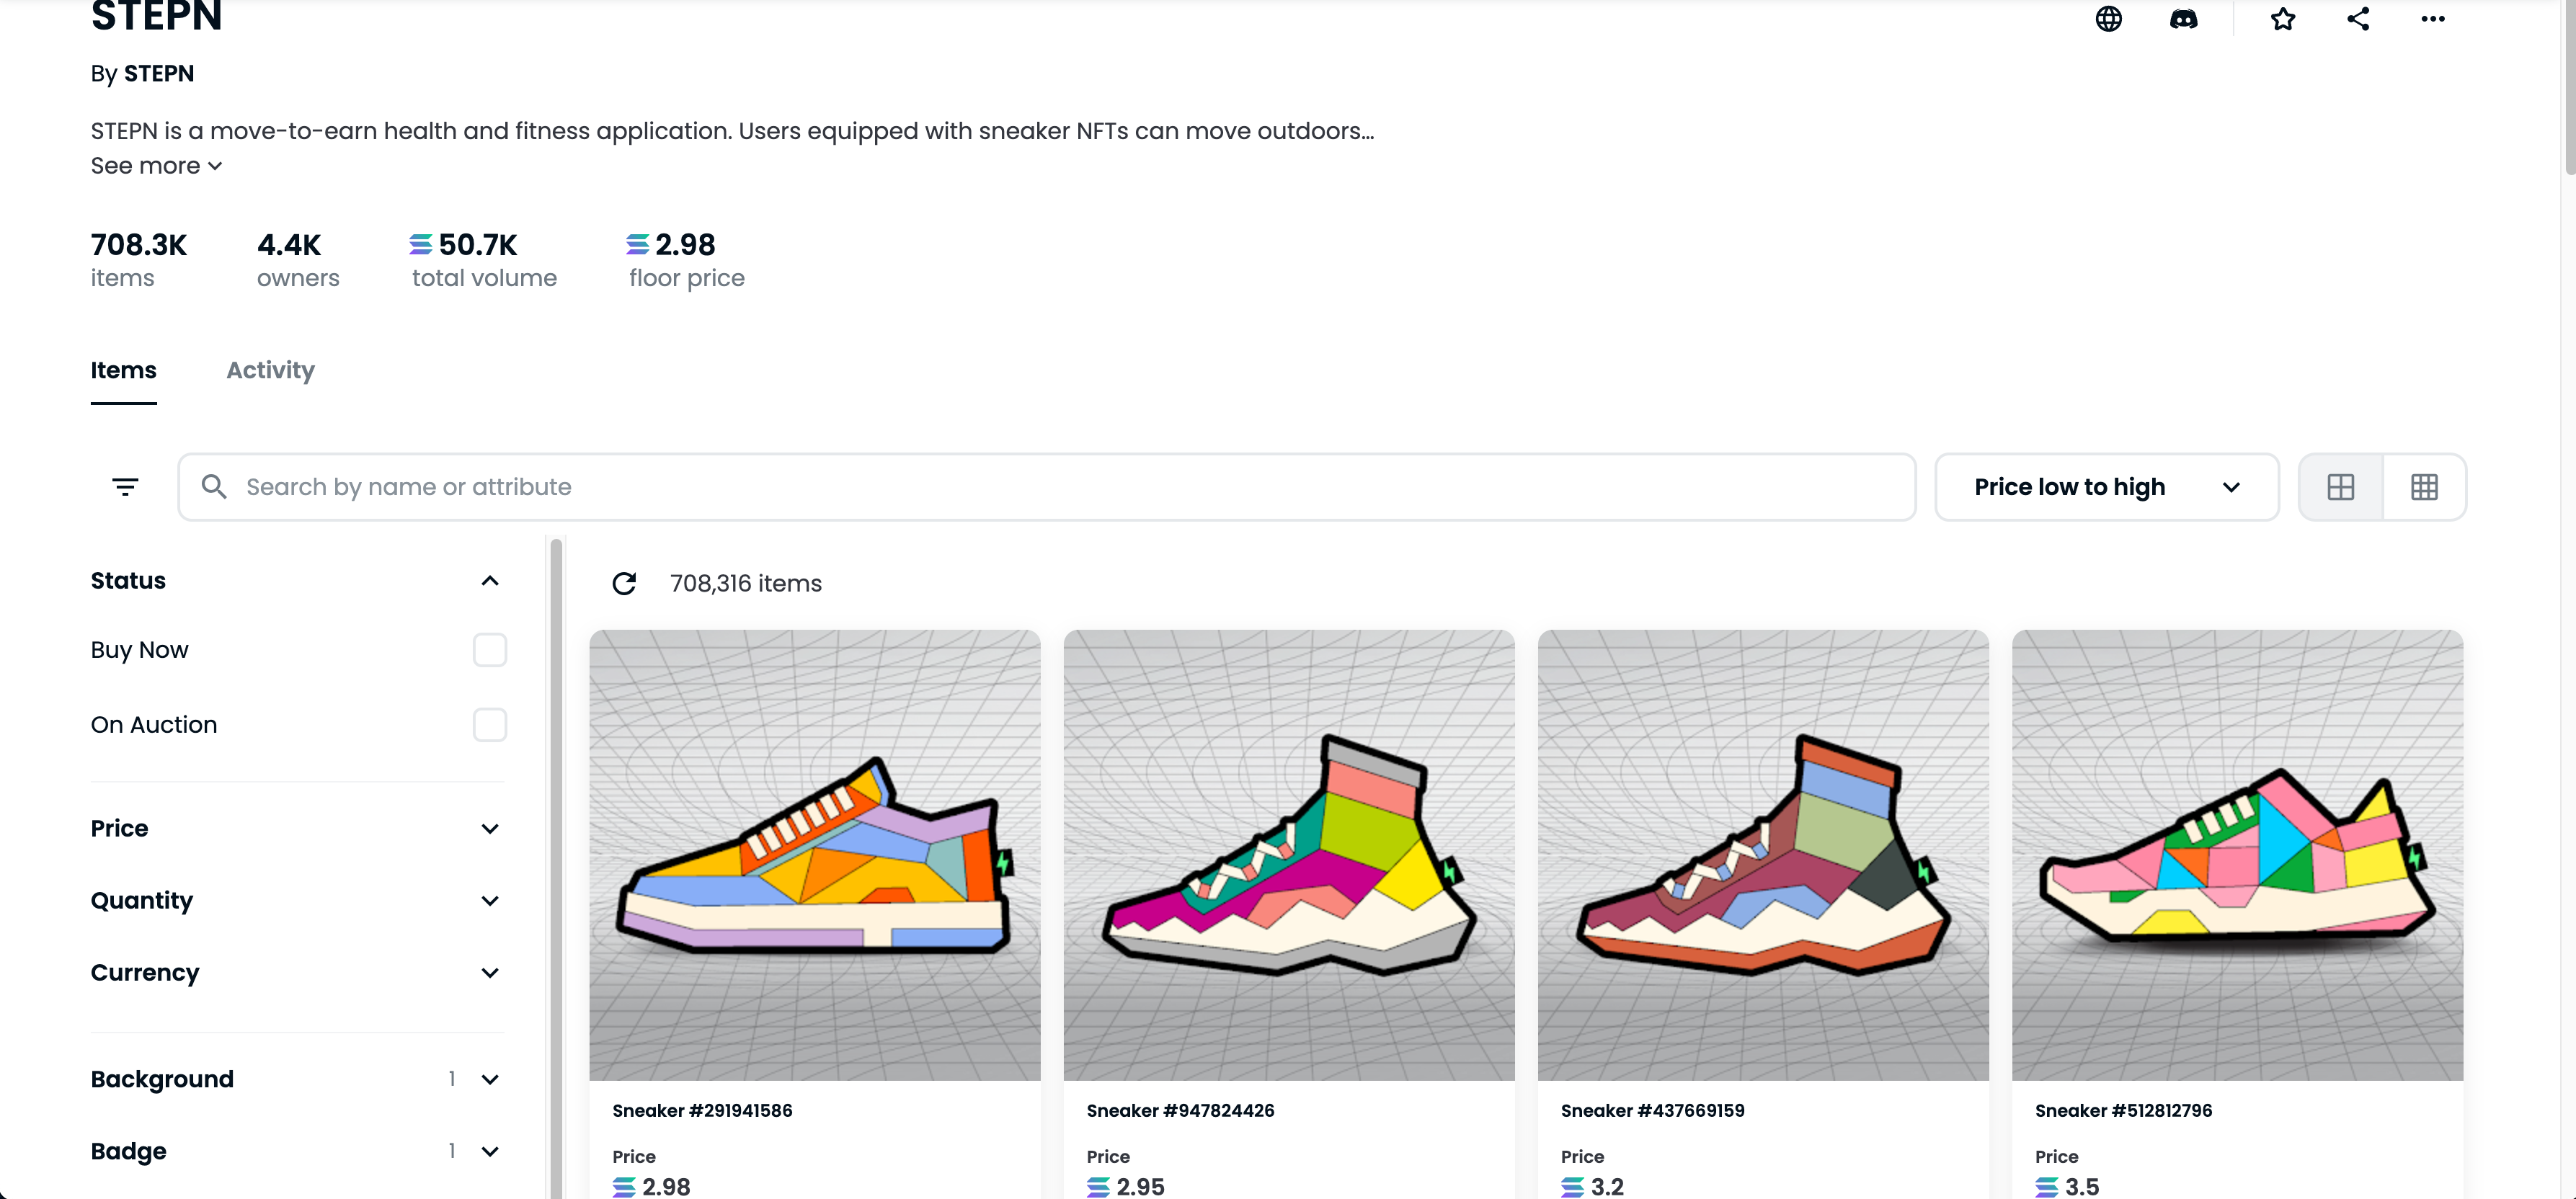 STEPN
By STEPN
STEPN is a move-to-earn health and fitness application. Users equipped with sneaker NFTs can move outdoors...
See more
708.3K
items
4.4K
owners
50.7K
total volume
2.98
floor price
Items
Activity
Search by name or attribute
Price low to high
Status
Buy Now
On Auction
Price
Quantity
Currency
Background 1
Badge 1
708,316 items
Sneaker #291941586
Price
2.98
Sneaker #947824426
Price
2.95
Sneaker #437669159
Price
3.2
Sneaker #512812796
Price
3.5